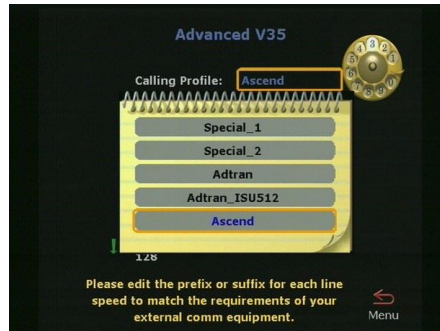 Advanced V35
Calling Profile: Ascend
Special_1
Special_2
Adtran
Adtran_ISU512
Ascend
128
Please edit the prefix or suffix for each line
speed to match the requirements of your
external comm equipment.
Menu